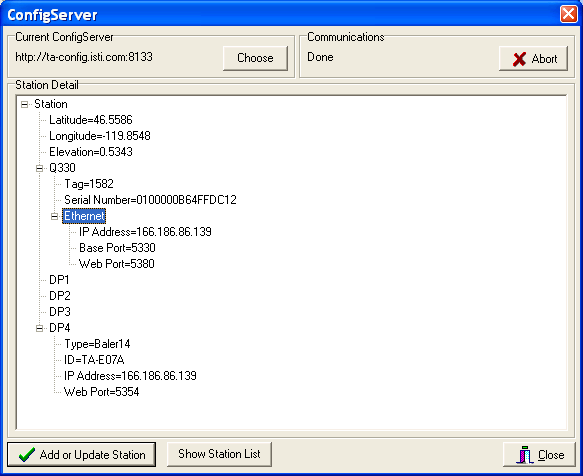 ConfigServer
Current ConfigServer
http://ta-config.isti.com:8133
Choose
Communications
Done
Abort
Station Detail
Station
Latitude=46.5586
Longitude=-119.8548
Elevation=0.5343
Q330
Tag=1582
Serial Number=0100000B64FFDC12
Ethernet
IP Address=166.186.86.139
Base Port=5330
Web Port=5380
DP1
DP2
DP3
DP4
Type=Baler14
ID=TA-E07A
IP Address=166.186.86.139
Web Port=5354
Add or Update Station
Show Station List
Close